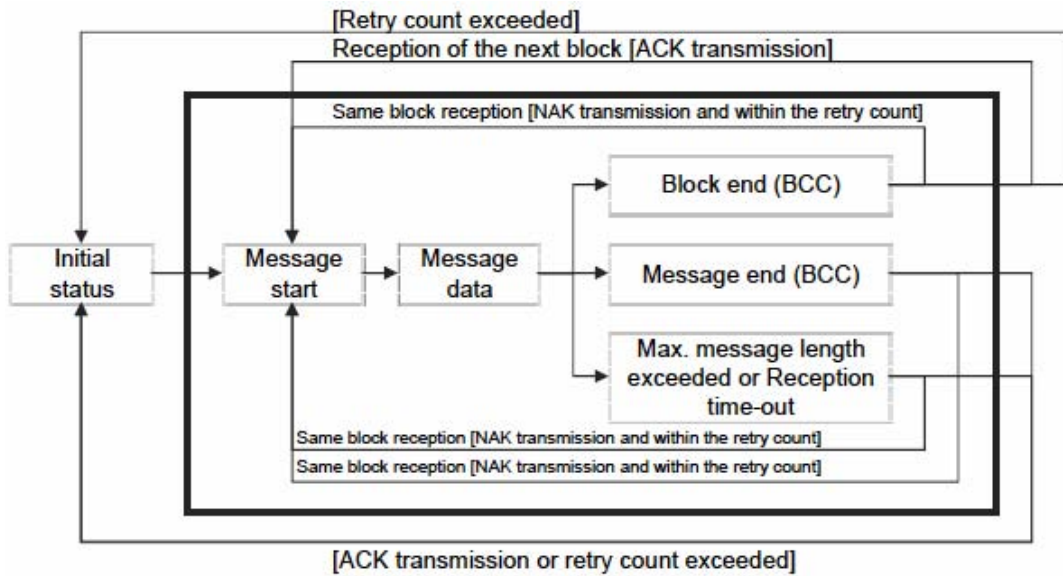 [Retry count exceeded]
Reception of the next block [ACK transmission]
Same block reception [NAK transmission and within the retry count]
Block end (BCC)
Initial
status
Message
start
Message
data
Message end (BCC)
Max. message length
exceeded or Reception
time-out
Same block reception [NAK transmission and within the retry count]
Same block reception [NAK transmission and within the retry count]
[ACK transmission or retry count exceeded]